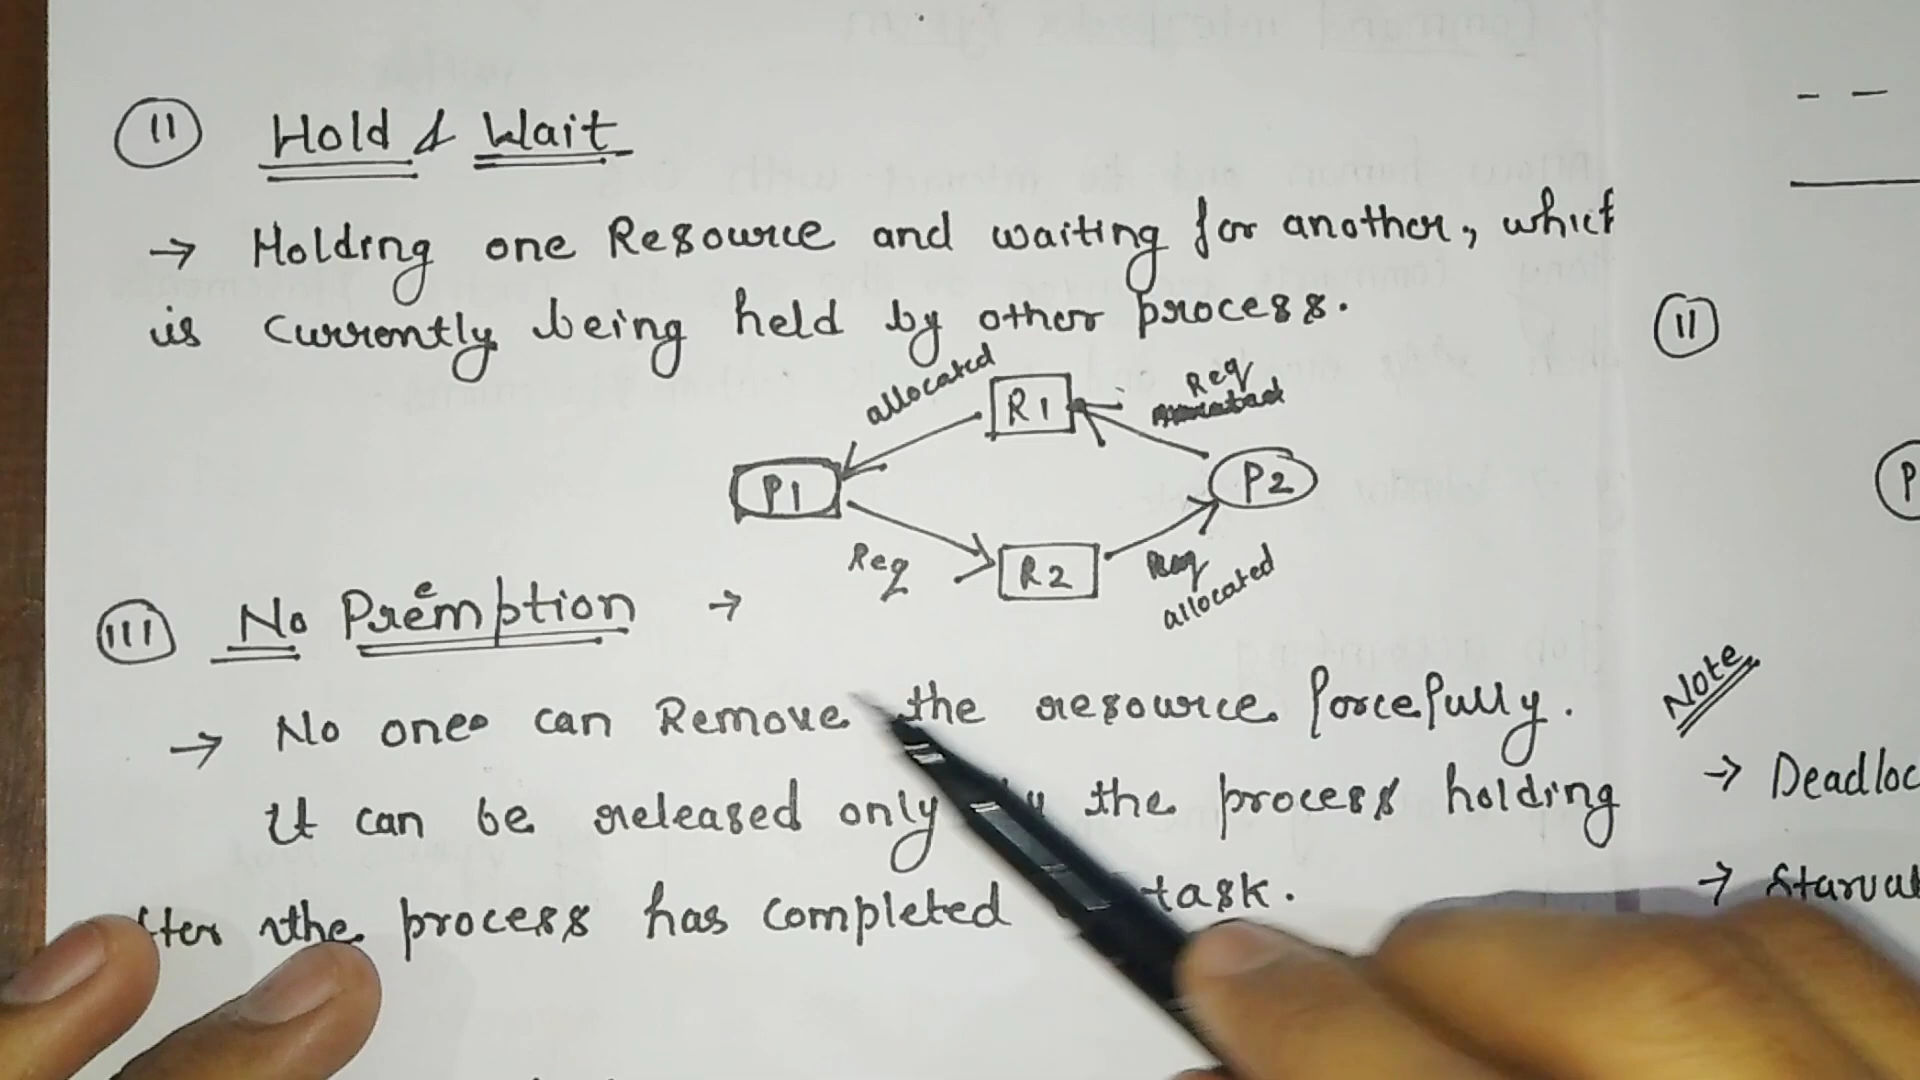 II Hold & Wait
→ Holding one Resource and waiting for another, which
is currently being held by other process.
allocated
R1
Req
P1
P2
Req
R2
Req
allocated
III No Preemption →
→ No one can Remove the resource forcefully.
It can be released only by the process holding
the process has completed task.
II
P
Note
→ Deadloc
→ Starva